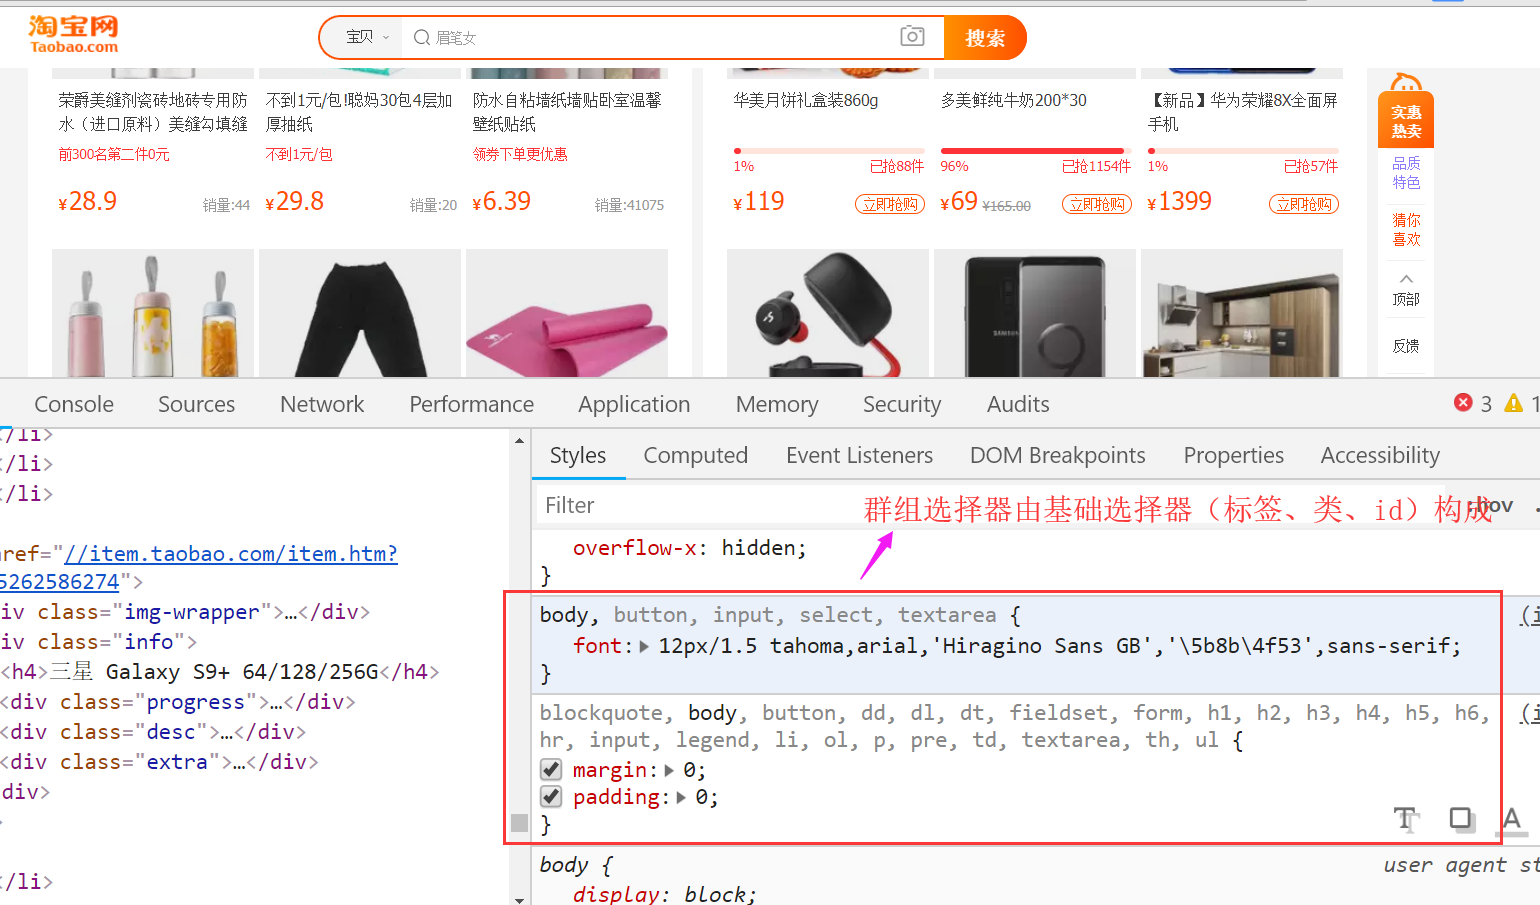 淘宝网
Taobao.com
宝贝
眉笔女
搜索
荣爵美缝剂瓷砖地砖专用防
水（进口原料）美缝勾填缝
前300名第二件0元
¥28.9
销量:44
不到1元/包!聪妈30包4层加
厚抽纸
不到1元/包
¥29.8
销量:20
防水自粘墙纸墙贴卧室温馨
壁纸贴纸
领券下单更优惠
¥6.39
销量:41075
华美月饼礼盒装860g
1%
已抢88件
¥119
立即抢购
多美鲜纯牛奶200*30
96%
已抢1154件
¥69 ¥165.00
立即抢购
【新品】华为荣耀8X全面屏
手机
1%
已抢57件
¥1399
立即抢购
实惠
热卖
品质
特色
猜你
喜欢
顶部
反馈
SAMSUNG
Console Sources Network Performance Application Memory Security Audits
3 1
</li>
</li>
</li>
href="//item.taobao.com/item.htm?
5262586274">
iv class="img-wrapper">…</div>
iv class="info">
<h4>三星 Galaxy S9+ 64/128/256G</h4>
<div class="progress">…</div>
<div class="desc">…</div>
<div class="extra">…</div>
div>
>
</li>
Styles Computed Event Listeners DOM Breakpoints Properties Accessibility
Filter
:hov .
群组选择器由基础选择器（标签、类、id）构成
overflow-x: hidden;
}
body, button, input, select, textarea {
(i
font: 12px/1.5 tahoma,arial,'Hiragino Sans GB','\5b8b\4f53',sans-serif;
}
blockquote, body, button, dd, dl, dt, fieldset, form, h1, h2, h3, h4, h5, h6,
(i
hr, input, legend, li, ol, p, pre, td, textarea, th, ul {
margin: 0;
padding: 0;
}
body {
user agent st
display: block;